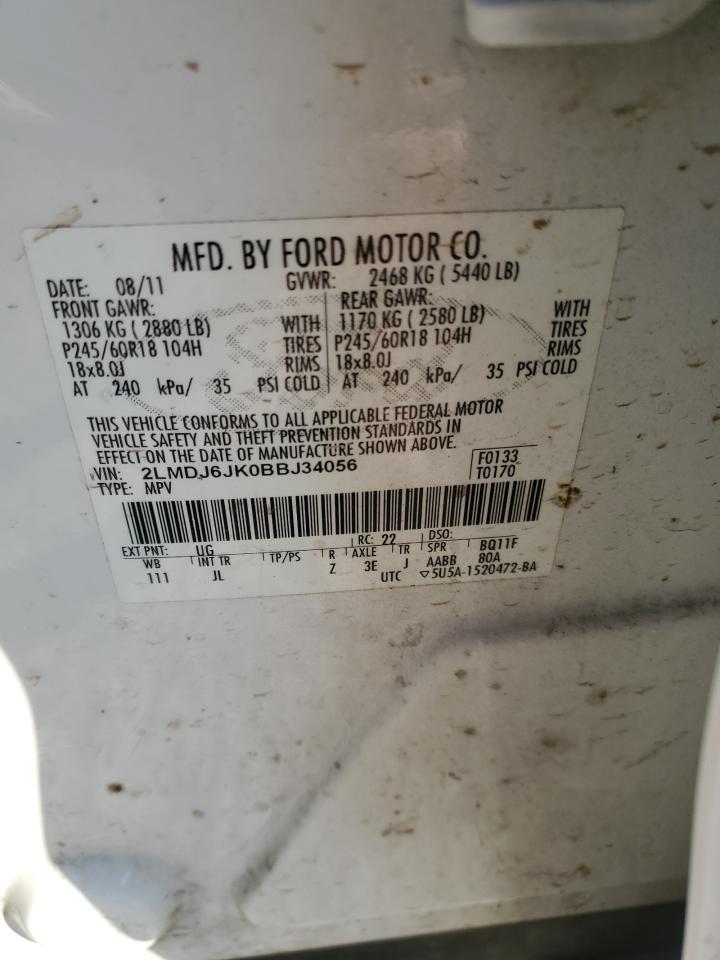 MFD. BY FORD MOTOR CO.
DATE: 08/11 GVWR: 2468 KG ( 5440 LB)
FRONT GAWR: REAR GAWR:
1306 KG ( 2880 LB) WITH 1170 KG ( 2580 LB) WITH
P245/60R18 104H TIRES P245/60R18 104H TIRES
18x8.0J RIMS 18x8.0J RIMS
AT 240 kPa/ 35 PSI COLD AT 240 kPa/ 35 PSI COLD
THIS VEHICLE CONFORMS TO ALL APPLICABLE FEDERAL MOTOR
VEHICLE SAFETY AND THEFT PREVENTION STANDARDS IN
EFFECT ON THE DATE OF MANUFACTURE SHOWN ABOVE.
VIN: 2LMDJ6JK0BBJ34056 F0133
TYPE: MPV T0170
EXT PNT: UG RC: 22 DSO:
WB INT TR TP/PS R AXLE TR SPR BQ11F
111 JL Z 3E J AABB 80A
UTC ▽5U5A-1520472-BA